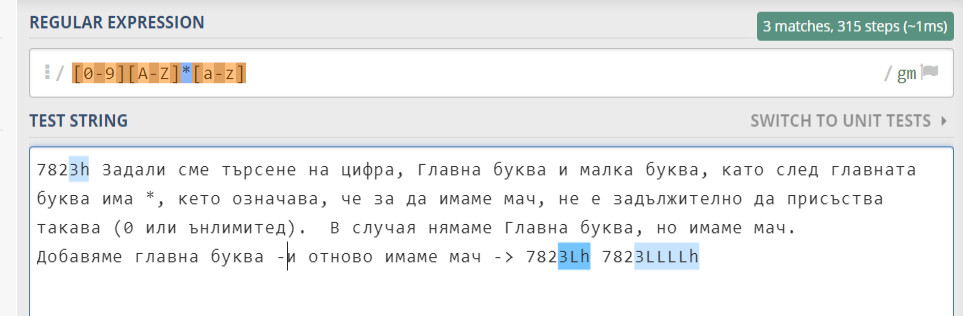 REGULAR EXPRESSION
3 matches, 315 steps (~1ms)
/ [0-9][A-Z]*[a-z] / gm
TEST STRING
SWITCH TO UNIT TESTS
7823h Задали сме търсене на цифра, Главна буква и малка буква, като след главната
буква има *, кето означава, че за да имаме мач, не е задължително да присъства
такава (0 или ънлимитед).  В случая нямаме Главна буква, но имаме мач.
Добавяме главна буква -и отново имаме мач -> 7823Lh 7823LLLLh